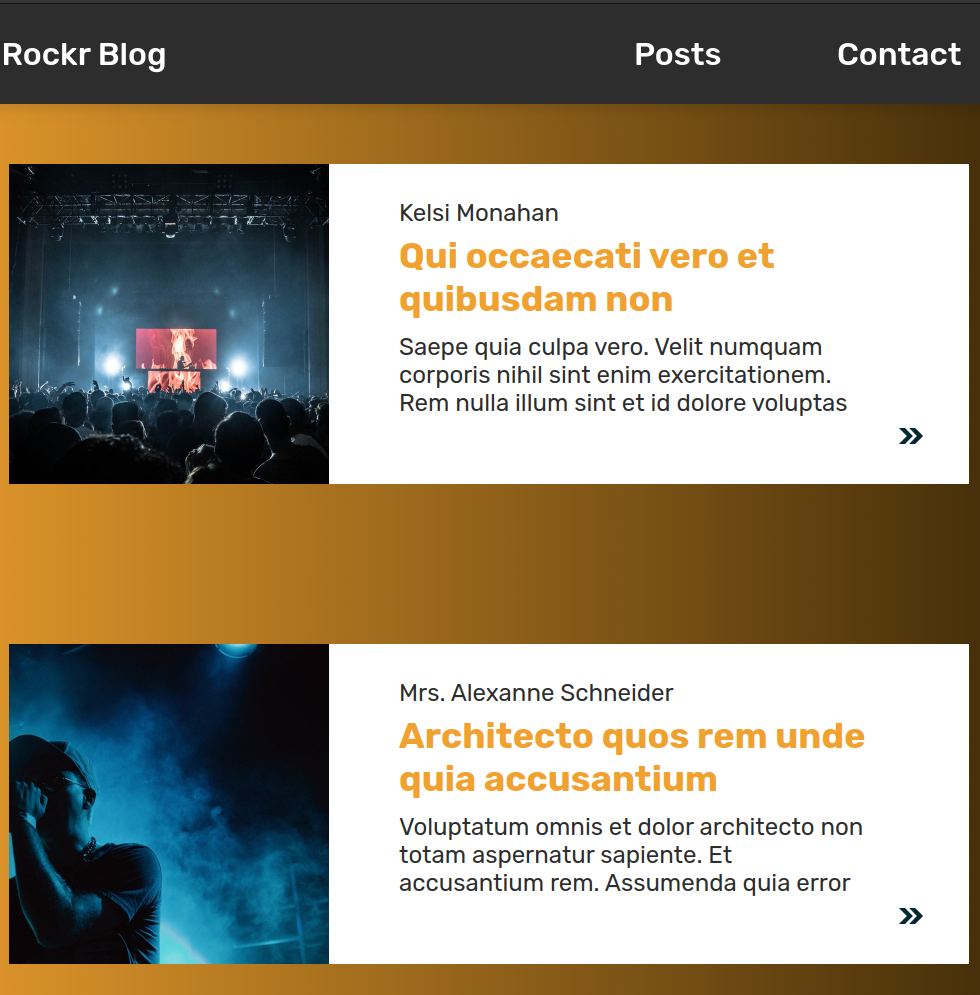 Rockr Blog Posts Contact
Kelsi Monahan
Qui occaecati vero et
quibusdam non
Saepe quia culpa vero. Velit numquam
corporis nihil sint enim exercitationem.
Rem nulla illum sint et id dolore voluptas
»
Mrs. Alexanne Schneider
Architecto quos rem unde
quia accusantium
Voluptatum omnis et dolor architecto non
totam aspernatur sapiente. Et
accusantium rem. Assumenda quia error
»